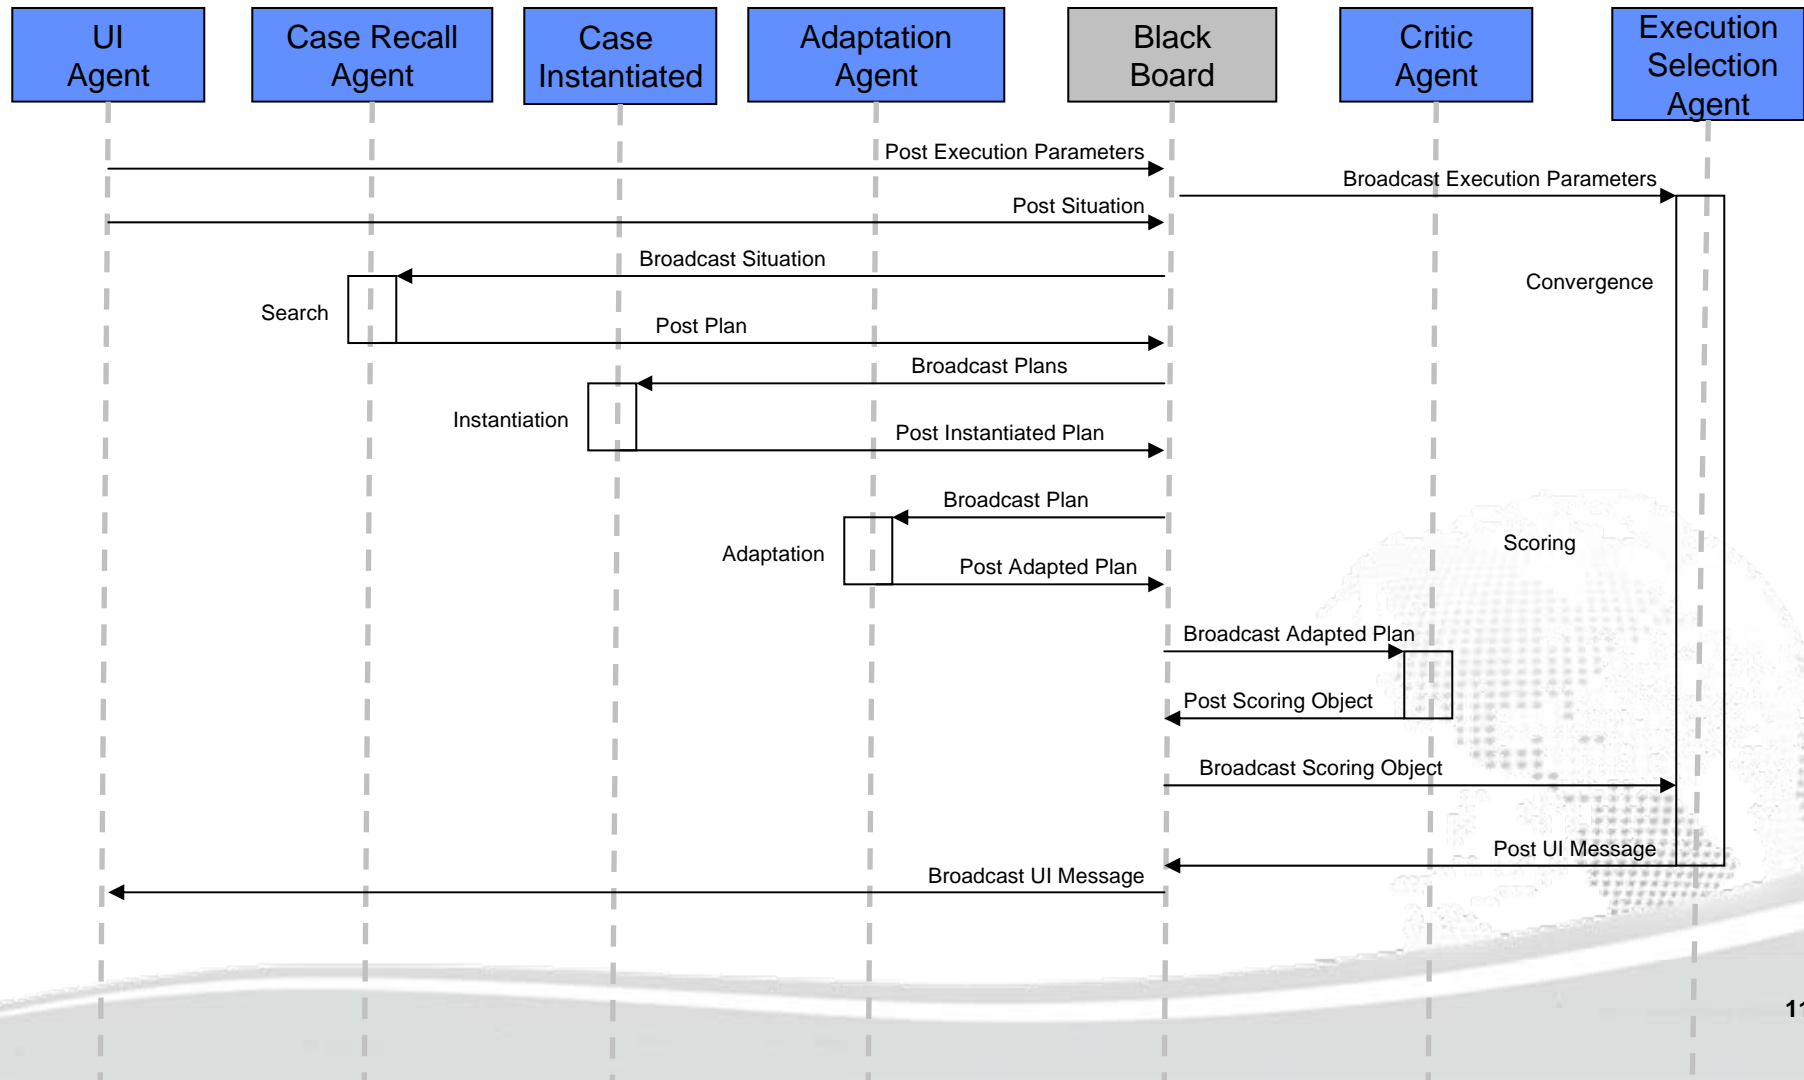 UI
Agent
Case Recall
Agent
Case
Instantiated
Adaptation
Agent
Black
Board
Critic
Agent
Execution
Selection
Agent
Post Execution Parameters
Broadcast Execution Parameters
Post Situation
Broadcast Situation
Convergence
Search
Post Plan
Broadcast Plans
Instantiation
Post Instantiated Plan
Broadcast Plan
Scoring
Adaptation
Post Adapted Plan
Broadcast Adapted Plan
Post Scoring Object
Broadcast Scoring Object
Post UI Message
Broadcast UI Message
11